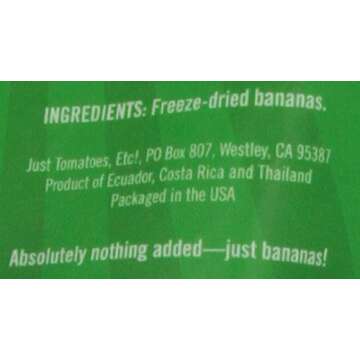 INGREDIENTS: Freeze-dried bananas.
Just Tomatoes, Etc!, PO Box 807, Westley, CA 95387
Product of Ecuador, Costa Rica and Thailand
Packaged in the USA
Absolutely nothing added—just bananas!